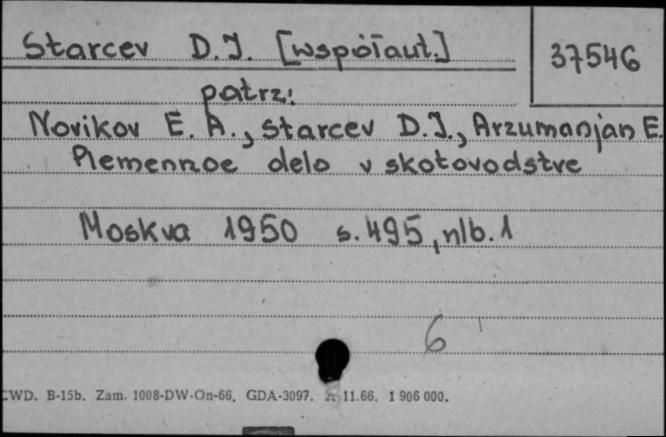 Starcev D.J. [współaut.]
37546
patrz:
Novikov E. A., Starcev D.J., Arzumanjan E.
Plemennoe delo v skotovodstve
Moskva 1950 s. 495, nlb. 1
6
CWD. B-15b. Zam. 1008-DW-On-66. GDA-3097. 11.66. 1 906 000.